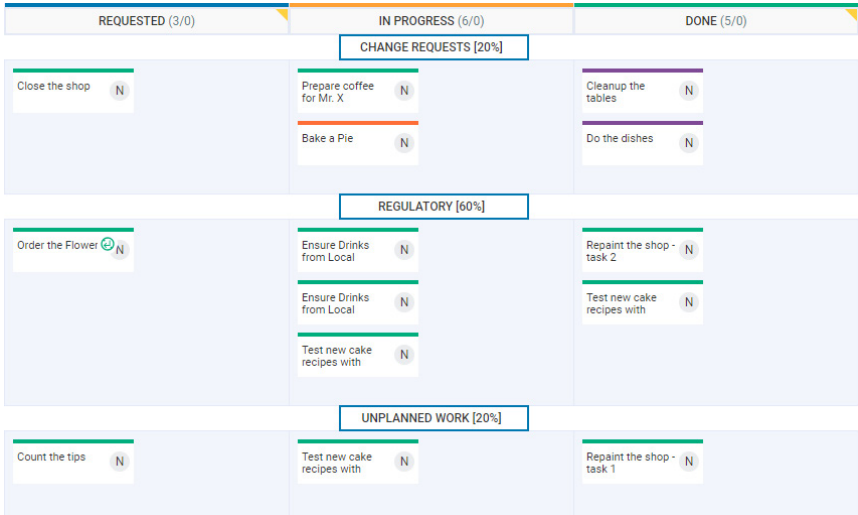 REQUESTED (3/0)
IN PROGRESS (6/0)
DONE (5/0)
CHANGE REQUESTS [20%]
Close the shop
N
Prepare coffee
for Mr. X
N
Cleanup the
tables
N
Bake a Pie
N
Do the dishes
N
REGULATORY [60%]
Order the Flower
N
Ensure Drinks
from Local
N
Repaint the shop -
task 2
N
Ensure Drinks
from Local
N
Test new cake
recipes with
N
Test new cake
recipes with
N
UNPLANNED WORK [20%]
Count the tips
N
Test new cake
recipes with
N
Repaint the shop -
task 1
N